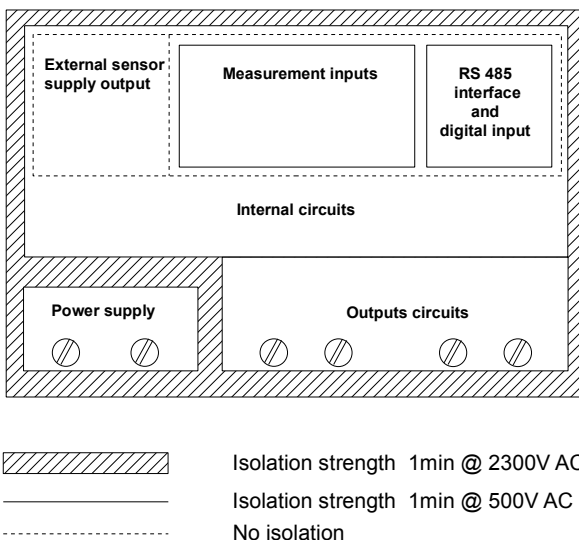 External sensor
supply output
Measurement inputs
RS 485
interface
and
digital input
Internal circuits
Power supply
Outputs circuits
Isolation strength 1min @ 2300V AC
Isolation strength 1min @ 500V AC
No isolation